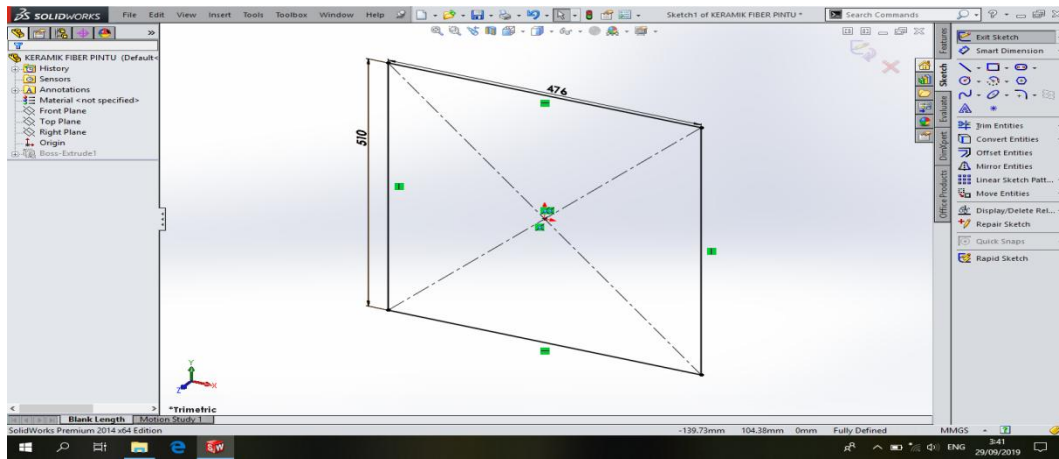 SOLIDWORKS File Edit View Insert Tools Toolbox Window Help Sketch1 of KERAMIK FIBER PINTU * Search Commands
KERAMIK FIBER PINTU (Default<
History
Sensors
Annotations
Material <not specified>
Front Plane
Top Plane
Right Plane
Origin
Boss-Extrude1
476
510
Y
X
Z
*Trimetric
Features
Sketch
Evaluate
DimXpert
Office Products
Exit Sketch
Smart Dimension
Trim Entities
Convert Entities
Offset Entities
Mirror Entities
Linear Sketch Patt...
Move Entities
Display/Delete Rel...
Repair Sketch
Quick Snaps
Rapid Sketch
Blank Length Motion Study 1
SolidWorks Premium 2014 x64 Edition -139.73mm 104.38mm 0mm Fully Defined MMGS
ENG 3:41
29/09/2019